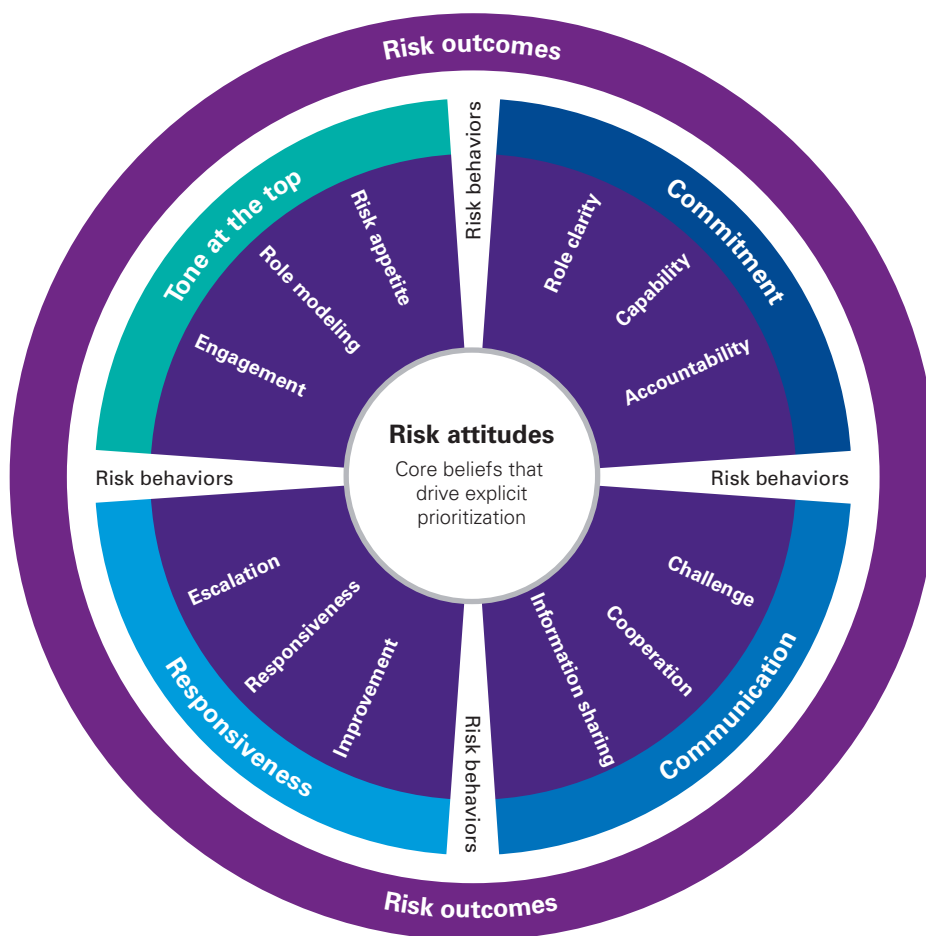 Risk outcomes
Risk behaviors
Tone at the top
Risk appetite
Role modeling
Engagement
Commitment
Role clarity
Capability
Accountability
Risk attitudes
Core beliefs that
drive explicit
prioritization
Risk behaviors
Risk behaviors
Escalation
Responsiveness
Improvement
Responsiveness
Challenge
Cooperation
Information sharing
Communication
Risk behaviors
Risk outcomes